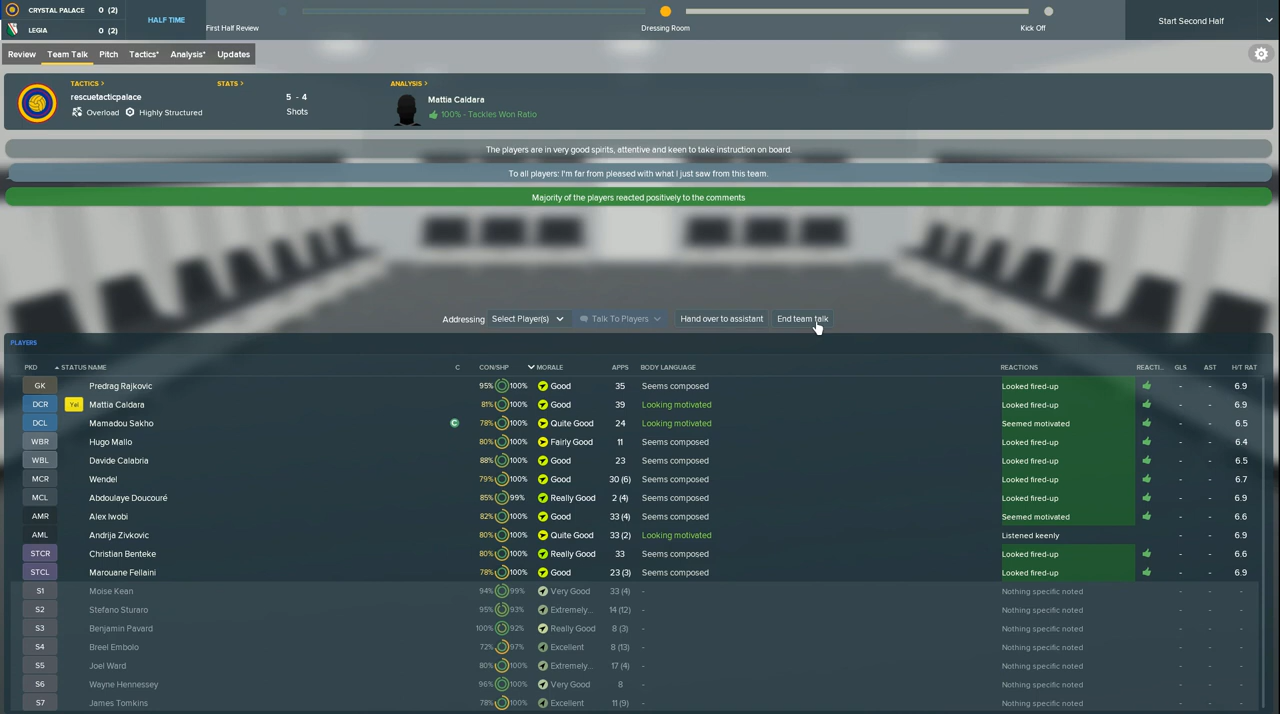 CRYSTAL PALACE 0 (2)
LEGIA 0 (2)
HALF TIME
First Half Review
Dressing Room
Kick Off
Start Second Half
Review Team Talk Pitch Tactics* Analysis* Updates
TACTICS > STATS > ANALYSIS >
rescuetacticpalace 5 - 4 Mattia Caldara
Overload Highly Structured Shots 100% - Tackles Won Ratio
The players are in very good spirits, attentive and keen to take instruction on board.
To all players: I'm far from pleased with what I just saw from this team.
Majority of the players reacted positively to the comments
Addressing Select Player(s) Talk To Players Hand over to assistant End team talk
PLAYERS
PKD STATUS NAME C CON/SHP MORALE APPS BODY LANGUAGE REACTIONS REACTI... GLS AST H/T RAT
GK Predrag Rajkovic 95% 100% Good 35 Seems composed Looked fired-up - - 6.9
DCR Yel Mattia Caldara 81% 100% Good 39 Looking motivated Looked fired-up - - 6.9
DCL Mamadou Sakho C 78% 100% Quite Good 24 Looking motivated Seemed motivated - - 6.5
WBR Hugo Mallo 80% 100% Fairly Good 11 Seems composed Looked fired-up - - 6.4
WBL Davide Calabria 88% 100% Good 23 Seems composed Looked fired-up - - 6.5
MCR Wendel 79% 100% Good 30 (6) Seems composed Looked fired-up - - 6.7
MCL Abdoulaye Doucouré 85% 99% Really Good 2 (4) Seems composed Looked fired-up - - 6.9
AMR Alex Iwobi 82% 100% Good 33 (4) Seems composed Seemed motivated - - 6.6
AML Andrija Zivkovic 80% 100% Quite Good 33 (2) Looking motivated Listened keenly - - 6.9
STCR Christian Benteke 80% 100% Really Good 33 Seems composed Looked fired-up - - 6.6
STCL Marouane Fellaini 78% 100% Good 23 (3) Seems composed Looked fired-up - - 6.9
S1 Moise Kean 94% 99% Very Good 33 (4) - Nothing specific noted
S2 Stefano Sturaro 95% 93% Extremely... 14 (12) - Nothing specific noted
S3 Benjamin Pavard 100% 92% Really Good 8 (3) - Nothing specific noted
S4 Breel Embolo 72% 97% Excellent 8 (13) - Nothing specific noted
S5 Joel Ward 80% 100% Extremely... 17 (4) - Nothing specific noted
S6 Wayne Hennessey 96% 100% Very Good 8 - Nothing specific noted
S7 James Tomkins 78% 100% Excellent 11 (9) - Nothing specific noted